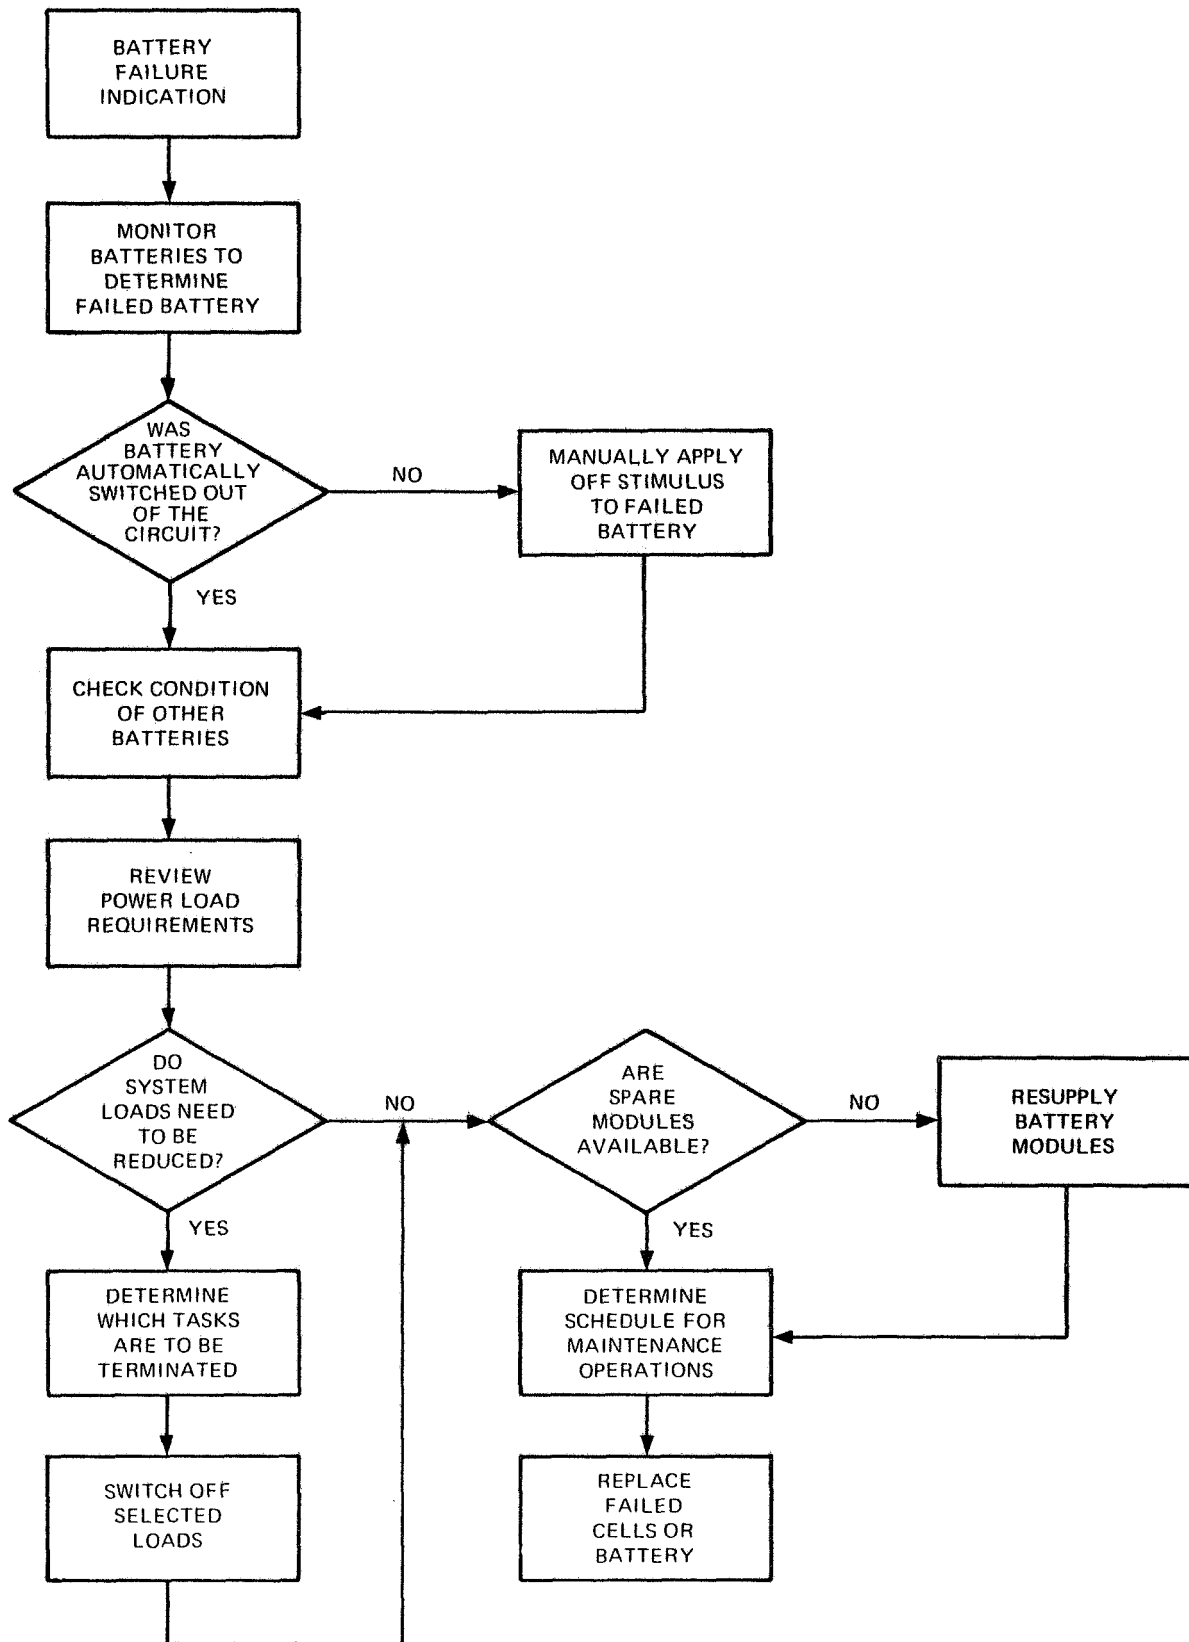 BATTERY
FAILURE
INDICATION
MONITOR
BATTERIES TO
DETERMINE
FAILED BATTERY
WAS
BATTERY
AUTOMATICALLY
SWITCHED OUT
OF THE
CIRCUIT?
NO
MANUALLY APPLY
OFF STIMULUS
TO FAILED
BATTERY
YES
CHECK CONDITION
OF OTHER
BATTERIES
REVIEW
POWER LOAD
REQUIREMENTS
DO
SYSTEM
LOADS NEED
TO BE
REDUCED?
NO
ARE
SPARE
MODULES
AVAILABLE?
NO
RESUPPLY
BATTERY
MODULES
YES
DETERMINE
WHICH TASKS
ARE TO BE
TERMINATED
YES
DETERMINE
SCHEDULE FOR
MAINTENANCE
OPERATIONS
SWITCH OFF
SELECTED
LOADS
REPLACE
FAILED
CELLS OR
BATTERY